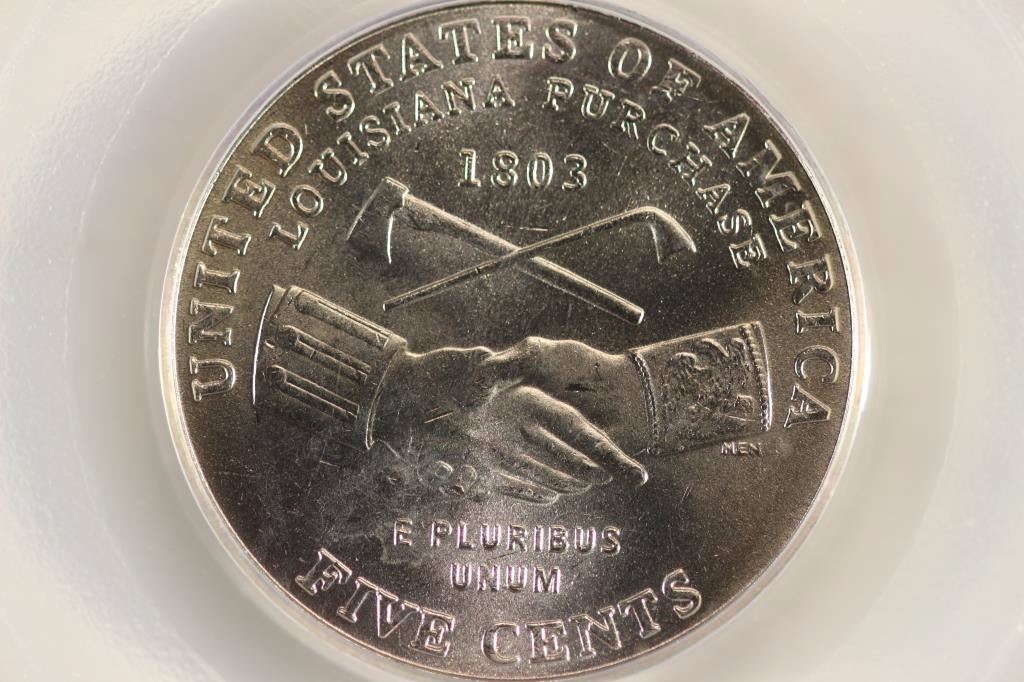 UNITED STATES OF AMERICA
LOUISIANA PURCHASE
1803
MEN
E PLURIBUS
UNUM
FIVE CENTS